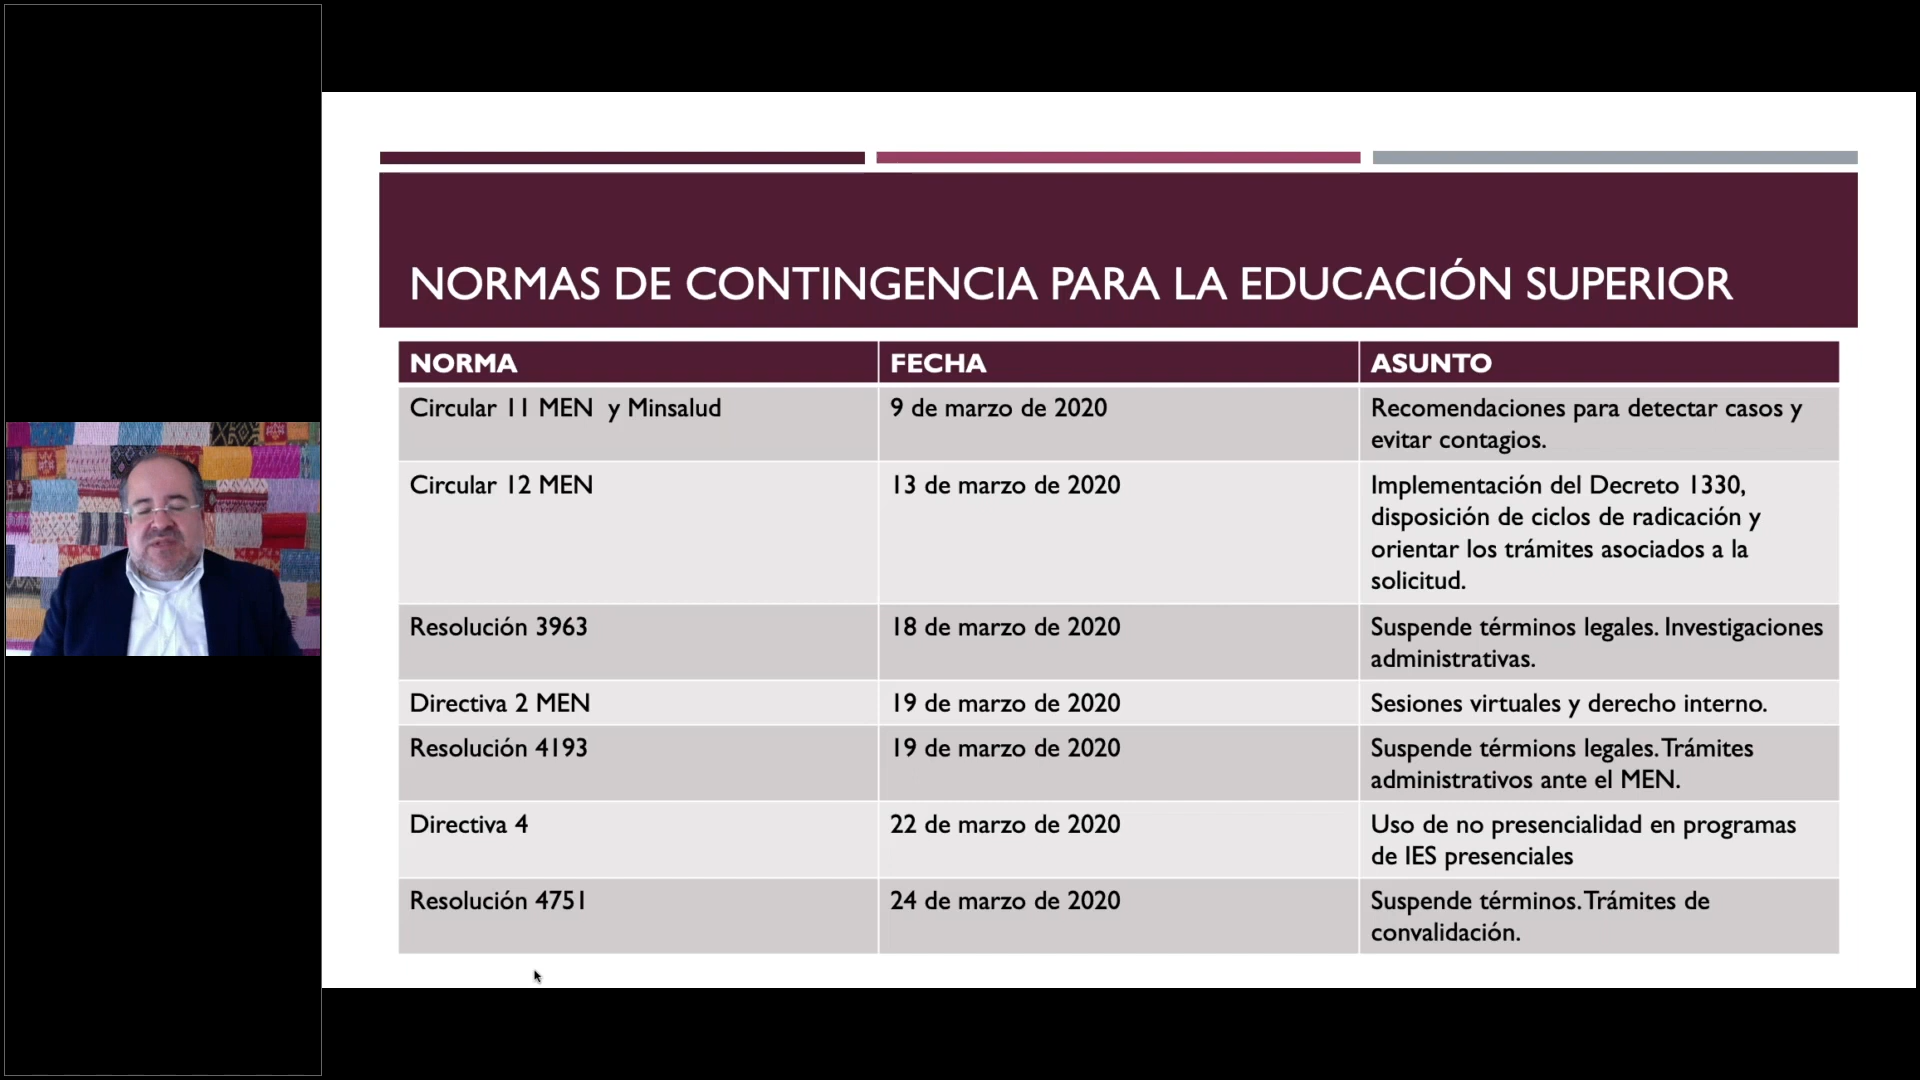 NORMAS DE CONTINGENCIA PARA LA EDUCACIÓN SUPERIOR
NORMA FECHA ASUNTO
Circular 11 MEN y Minsalud 9 de marzo de 2020 Recomendaciones para detectar casos y
evitar contagios.
Circular 12 MEN 13 de marzo de 2020 Implementación del Decreto 1330,
disposición de ciclos de radicación y
orientar los trámites asociados a la
solicitud.
Resolución 3963 18 de marzo de 2020 Suspende términos legales. Investigaciones
administrativas.
Directiva 2 MEN 19 de marzo de 2020 Sesiones virtuales y derecho interno.
Resolución 4193 19 de marzo de 2020 Suspende térmions legales. Trámites
administrativos ante el MEN.
Directiva 4 22 de marzo de 2020 Uso de no presencialidad en programas
de IES presenciales
Resolución 4751 24 de marzo de 2020 Suspende términos. Trámites de
convalidación.